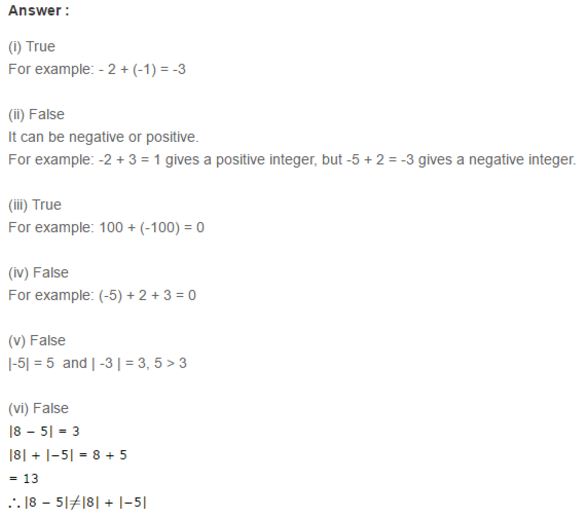 Answer :
(i) True
For example: - 2 + (-1) = -3
(ii) False
It can be negative or positive.
For example: -2 + 3 = 1 gives a positive integer, but -5 + 2 = -3 gives a negative integer.
(iii) True
For example: 100 + (-100) = 0
(iv) False
For example: (-5) + 2 + 3 = 0
(v) False
|-5| = 5  and | -3 | = 3, 5 > 3
(vi) False
|8 − 5| = 3
|8| + |−5| = 8 + 5
= 13
∴ |8 − 5|≠|8| + |−5|